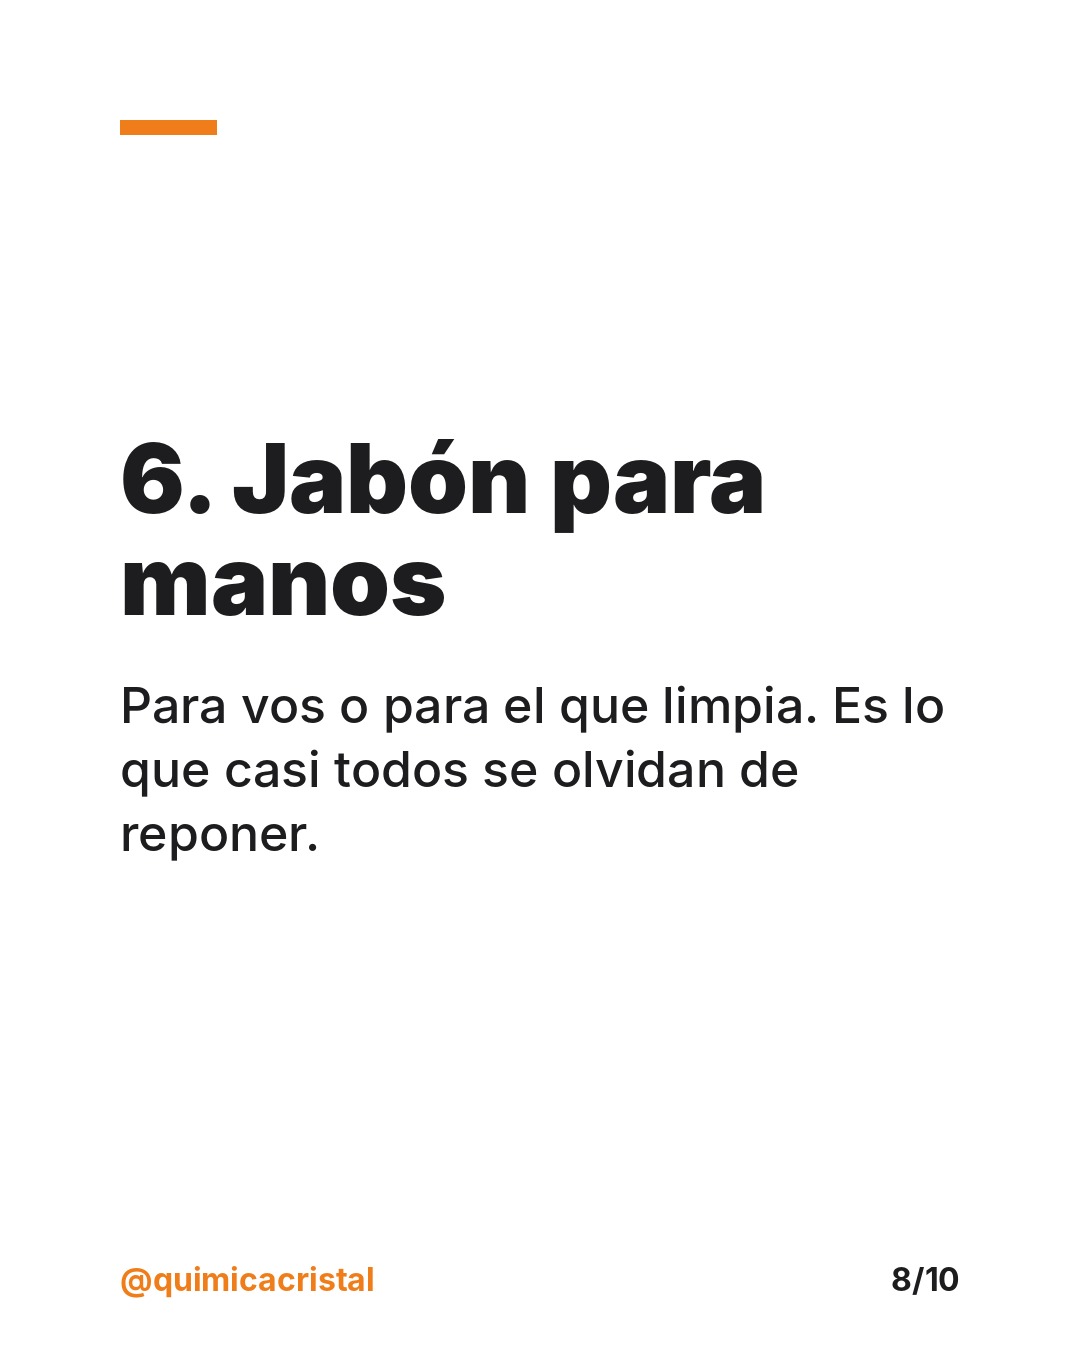 6. Jabón para
manos
Para vos o para el que limpia. Es lo
que casi todos se olvidan de
reponer.
@quimicacristal
8/10